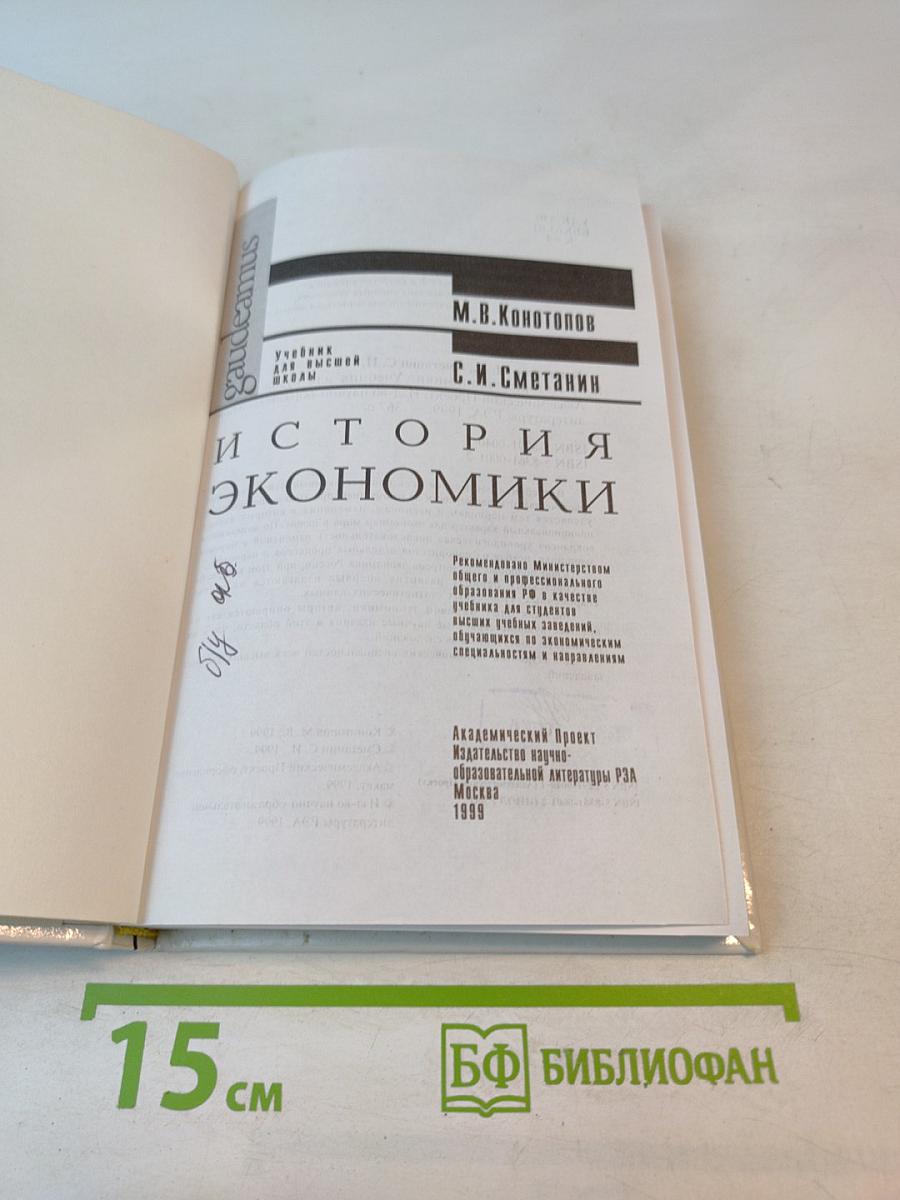 gaudeamus
М.В.Конотопов
Учебник
для высшей
школы
С.И.Сметанин
ИСТОРИЯ
ЭКОНОМИКИ
Рекомендовано Министерством
общего и профессионального
образования РФ в качестве
учебника для студентов
высших учебных заведений,
обучающихся по экономическим
специальностям и направлениям
б/у
Академический Проект
Издательство научно-
образовательной литературы РЭА
Москва
1999
15 см
БФ БИБЛИОФАН